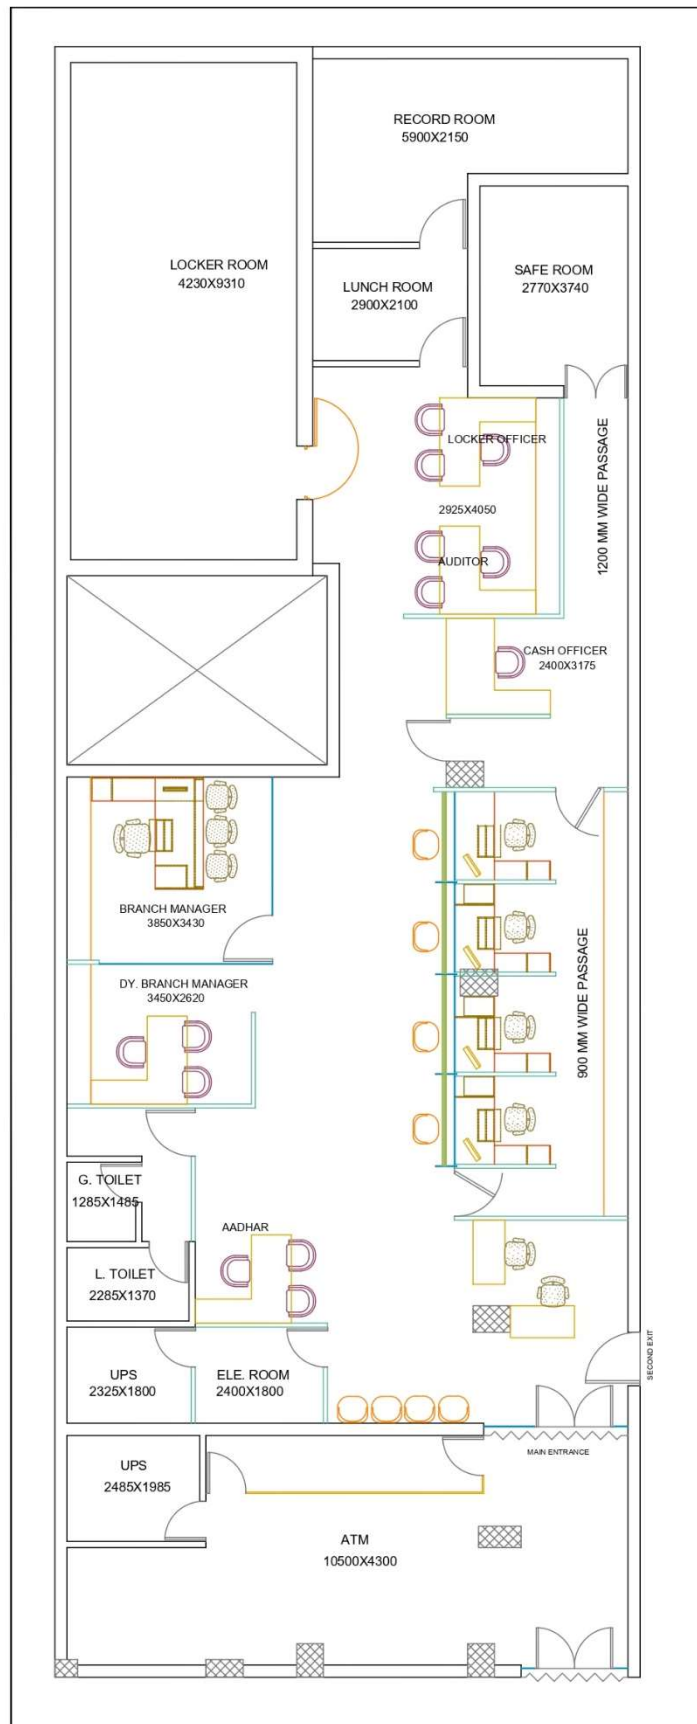 RECORD ROOM
5900X2150
LOCKER ROOM
4230X9310
SAFE ROOM
2770X3740
LUNCH ROOM
2900X2100
LOCKER OFFICER
1200 MM WIDE PASSAGE
2925X4050
AUDITOR
CASH OFFICER
2400X3175
BRANCH MANAGER
3850X3430
DY. BRANCH MANAGER
3450X2620
900 MM WIDE PASSAGE
G. TOILET
1285X1485
AADHAR
L. TOILET
2285X1370
UPS
2325X1800
ELE. ROOM
2400X1800
SECOND EXIT
MAIN ENTRANCE
UPS
2485X1985
ATM
10500X4300